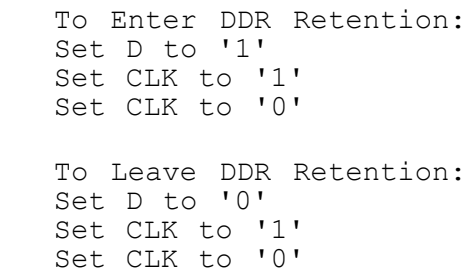 To Enter DDR Retention:
Set D to '1'
Set CLK to '1'
Set CLK to '0'
To Leave DDR Retention:
Set D to '0'
Set CLK to '1'
Set CLK to '0'